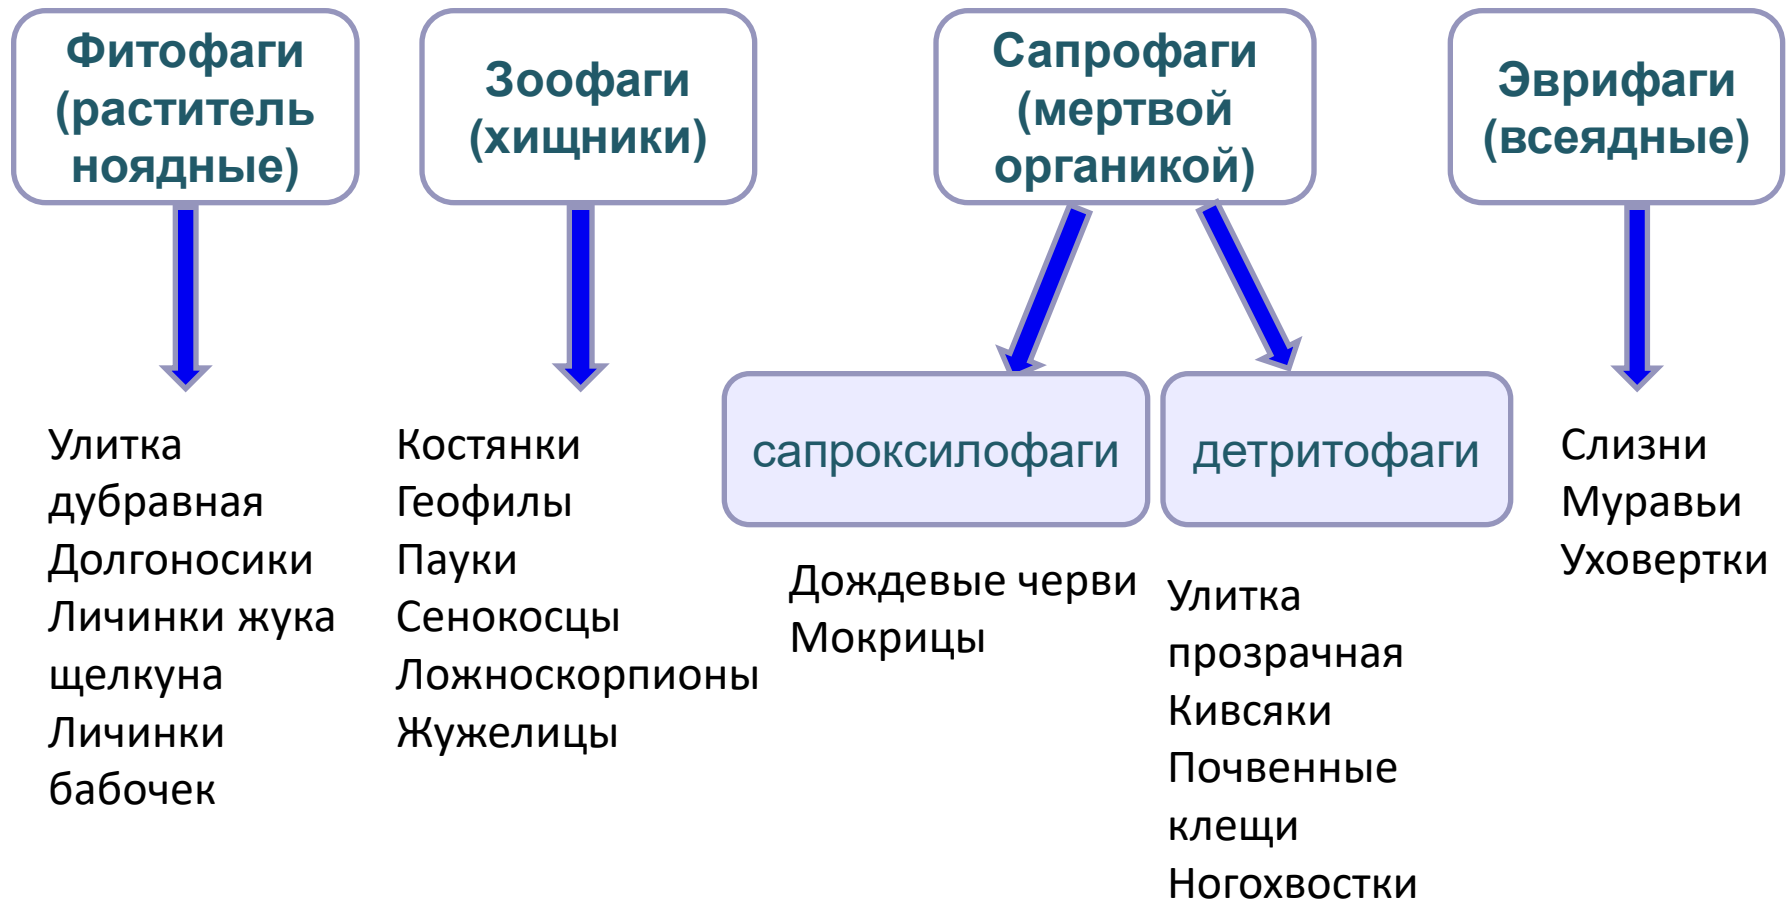 Фитофаги
(раститель
ноядные)
Зоофаги
(хищники)
Сапрофаги
(мертвой
органикой)
Эврифаги
(всеядные)
Улитка
дубравная
Долгоносики
Личинки жука
щелкуна
Личинки
бабочек
Костянки
Геофилы
Пауки
Сенокосцы
Ложноскорпионы
Жужелицы
сапроксилофаги
Дождевые черви
Мокрицы
детритофаги
Улитка
прозрачная
Кивсяки
Почвенные
клещи
Ногохвостки
Слизни
Муравьи
Уховертки